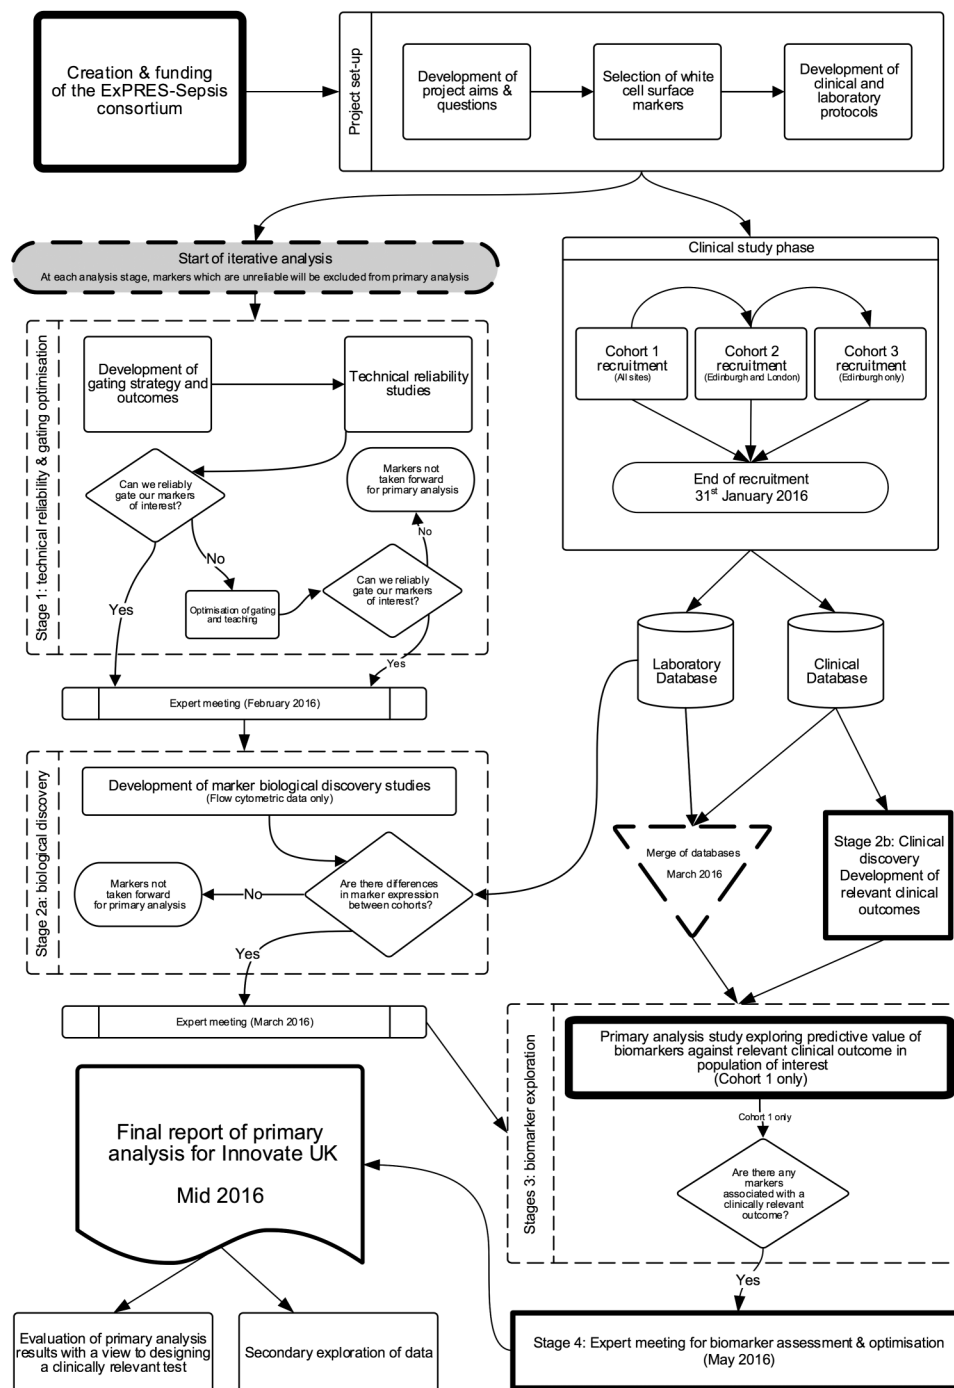 Creation & funding
of the ExPRES-Sepsis
consortium
Project set-up
Development of
project aims &
questions
Selection of white
cell surface
markers
Development of
clinical and
laboratory
protocols
Start of iterative analysis
At each analysis stage, markers which are unreliable will be excluded from primary analysis
Clinical study phase
Cohort 1
recruitment
(All sites)
Cohort 2
recruitment
(Edinburgh and London)
Cohort 3
recruitment
(Edinburgh only)
End of recruitment
31st January 2016
Stage 1: technical reliability & gating optimisation
Development of
gating strategy and
outcomes
Technical reliability
studies
Can we reliably
gate our markers
of interest?
Markers not
taken forward
for primary analysis
No
No
Optimisation of gating
and teaching
Can we reliably
gate our markers
of interest?
Yes
Yes
Expert meeting (February 2016)
Laboratory
Database
Clinical
Database
Stage 2a: biological discovery
Development of marker biological discovery studies
(Flow cytometric data only)
Markers not
taken forward
for primary analysis
No
Are there differences
in marker expression
between cohorts?
Yes
Expert meeting (March 2016)
Merge of databases
March 2016
Stage 2b: Clinical
discovery
Development of
relevant clinical
outcomes
Stages 3: biomarker exploration
Primary analysis study exploring predictive value of
biomarkers against relevant clinical outcome in
population of interest
(Cohort 1 only)
Cohort 1 only
Are there any
markers
associated with a
clinically relevant
outcome?
Yes
Stage 4: Expert meeting for biomarker assessment & optimisation
(May 2016)
Final report of primary
analysis for Innovate UK
Mid 2016
Evaluation of primary analysis
results with a view to designing
a clinically relevant test
Secondary exploration of data